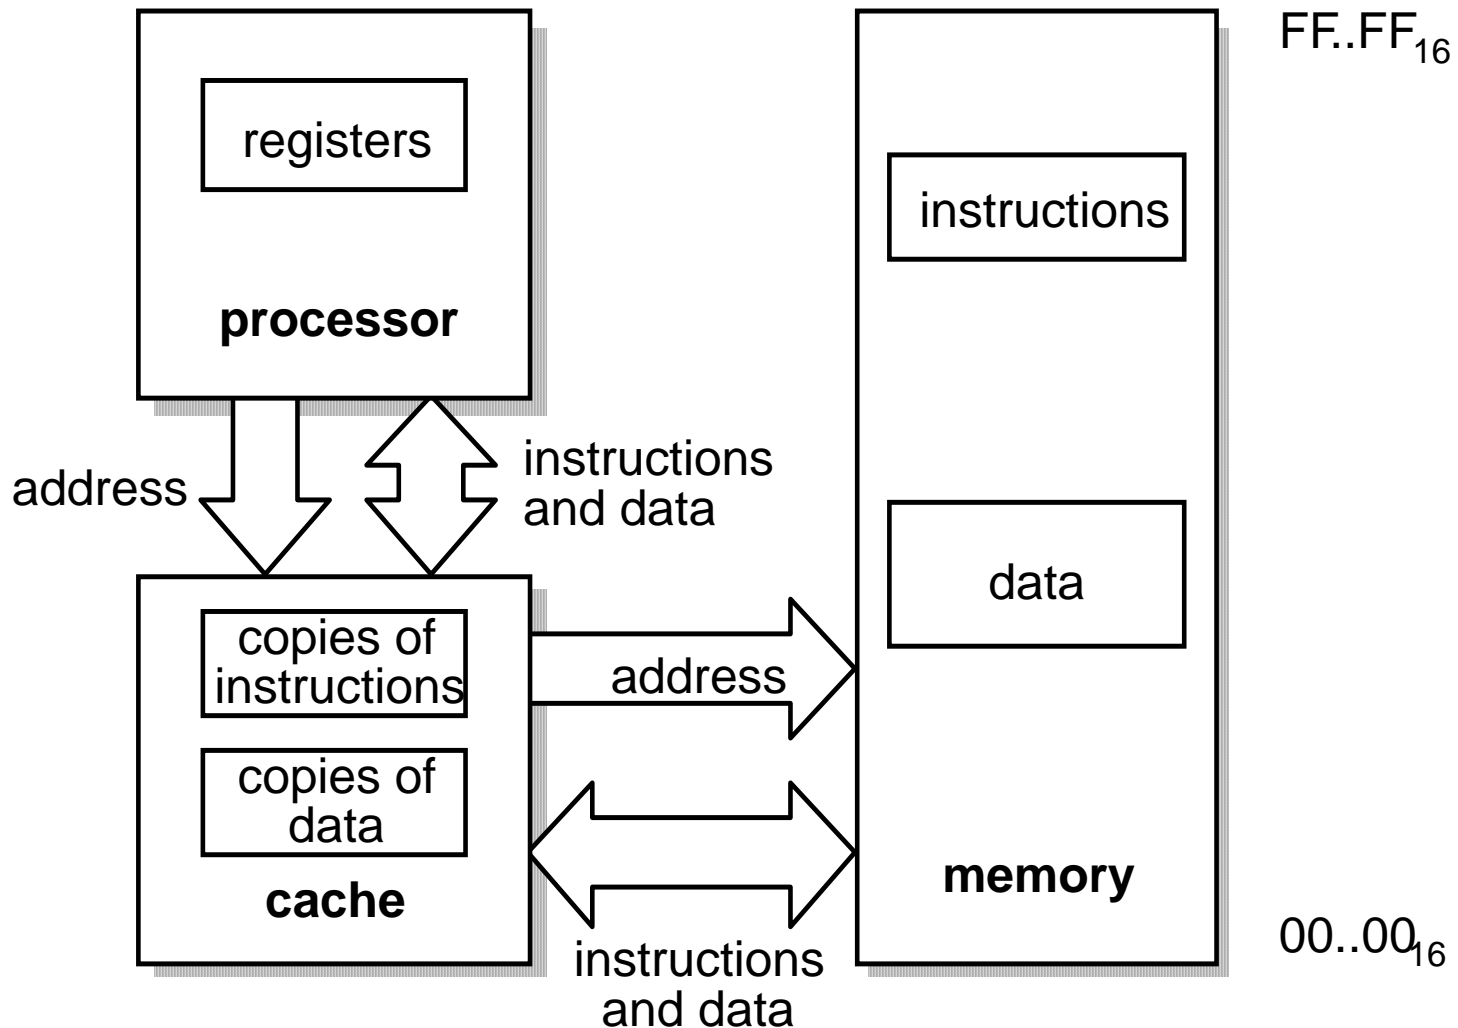 FF..FF16
registers
instructions
processor
address
instructions
and data
copies of
instructions
data
address
copies of
data
cache
memory
instructions
and data
00..0016